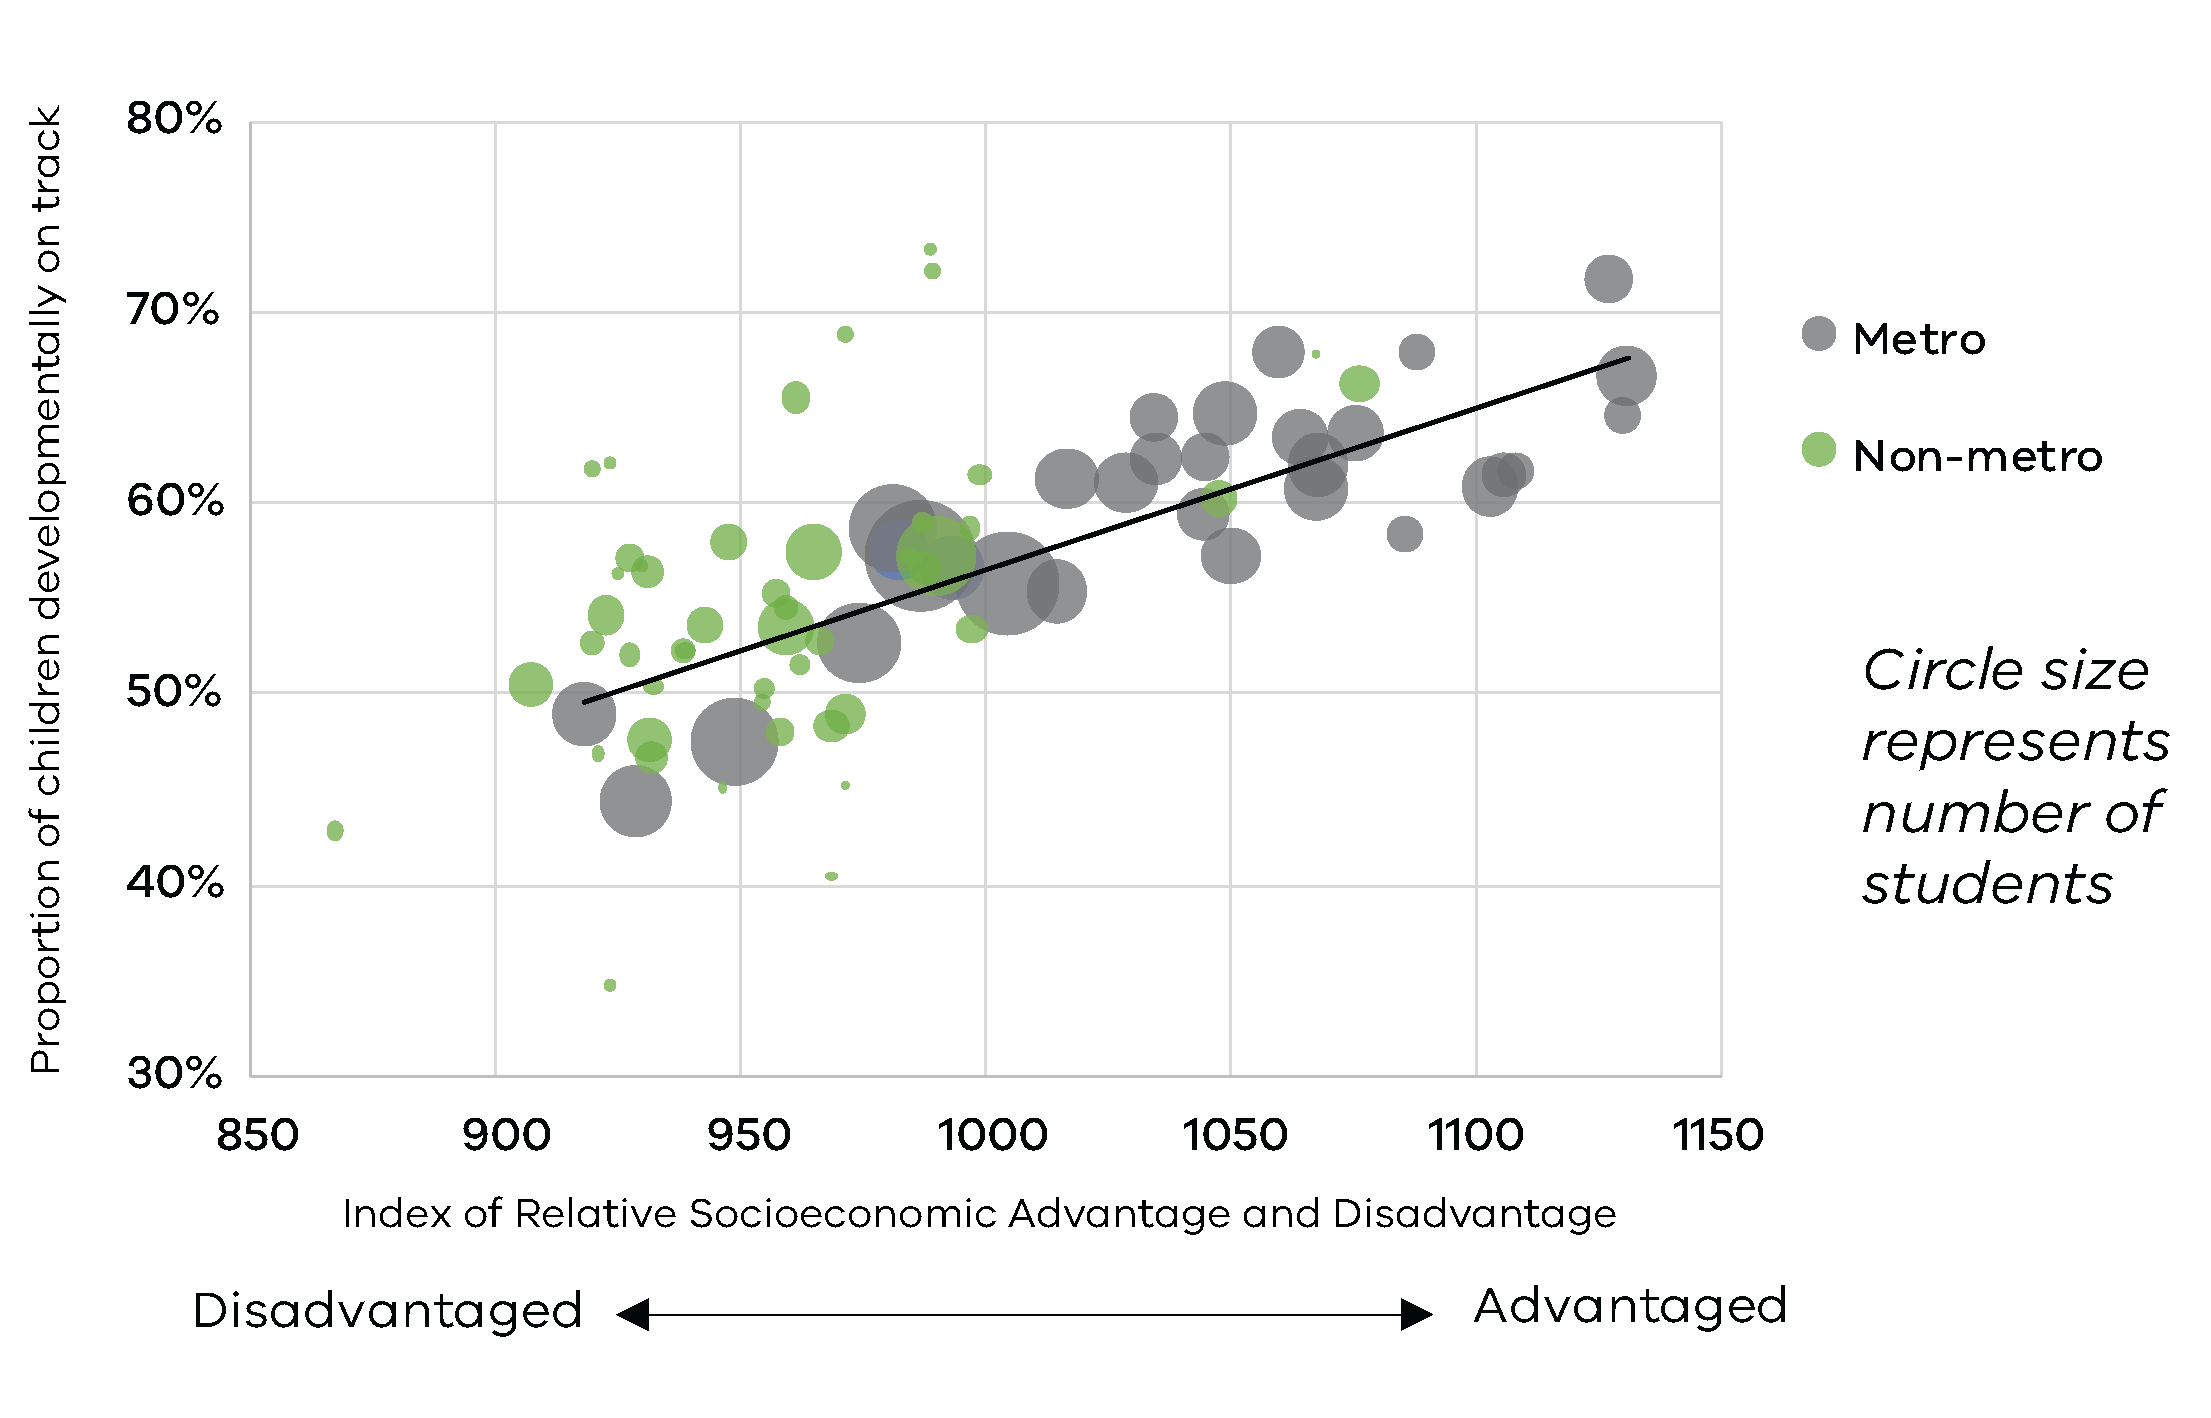 Proportion of children developmentally on track
80%
70%
60%
50%
40%
30%
850 900 950 1000 1050 1100 1150
Index of Relative Socioeconomic Advantage and Disadvantage
Disadvantaged
Advantaged
Metro
Non-metro
Circle size
represents
number of
students